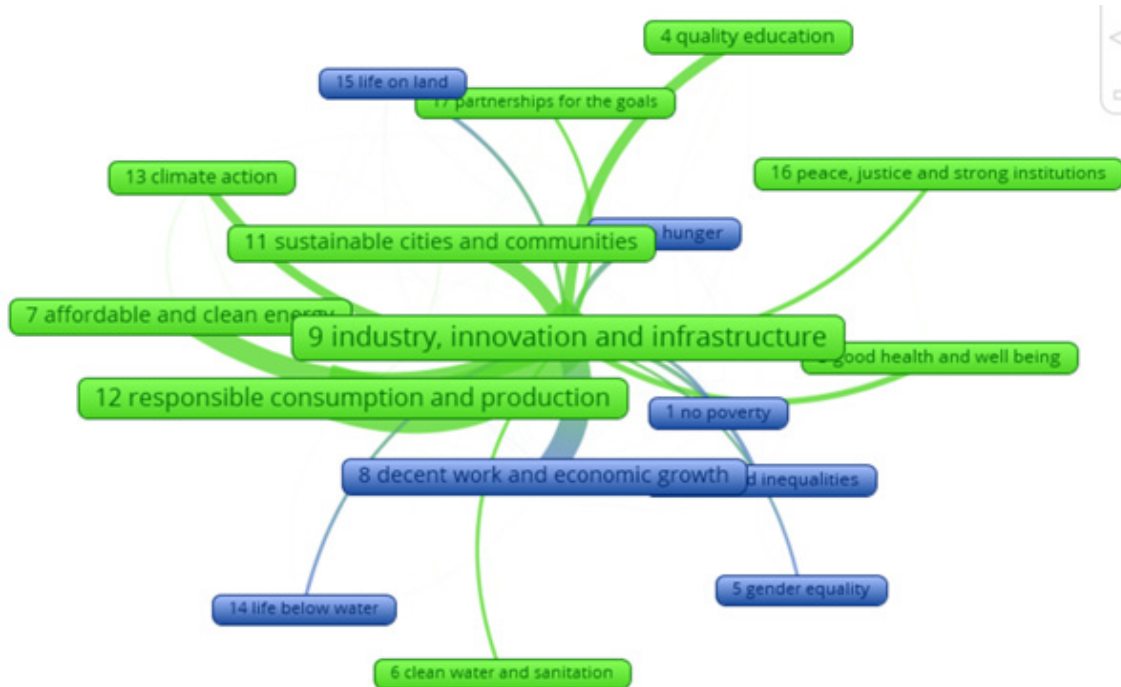 4 quality education
15 life on land
17 partnerships for the goals
13 climate action
16 peace, justice and strong institutions
11 sustainable cities and communities
hunger
7 affordable and clean energy
9 industry, innovation and infrastructure
good health and well being
12 responsible consumption and production
1 no poverty
8 decent work and economic growth
inequalities
5 gender equality
14 life below water
6 clean water and sanitation